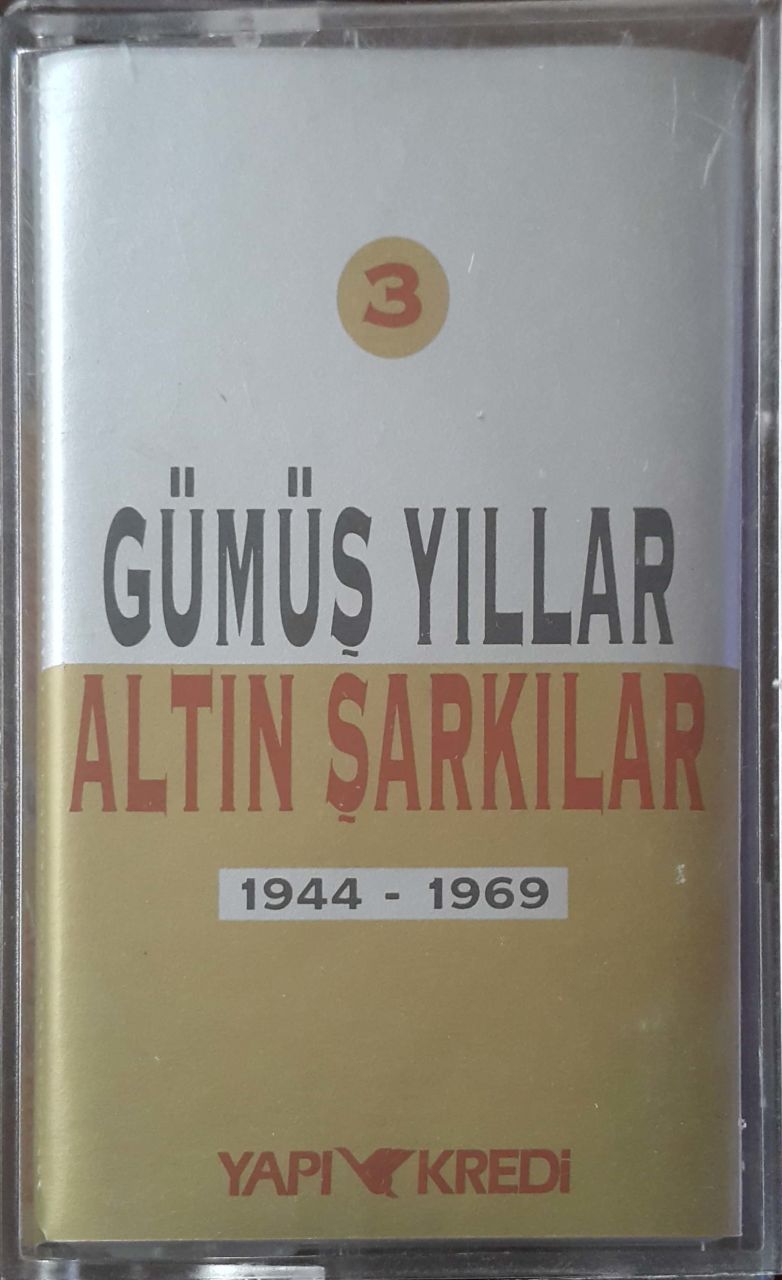 3
GÜMÜŞ YILLAR
ALTIN ŞARKILAR
1944 - 1969
YAPI KREDİ